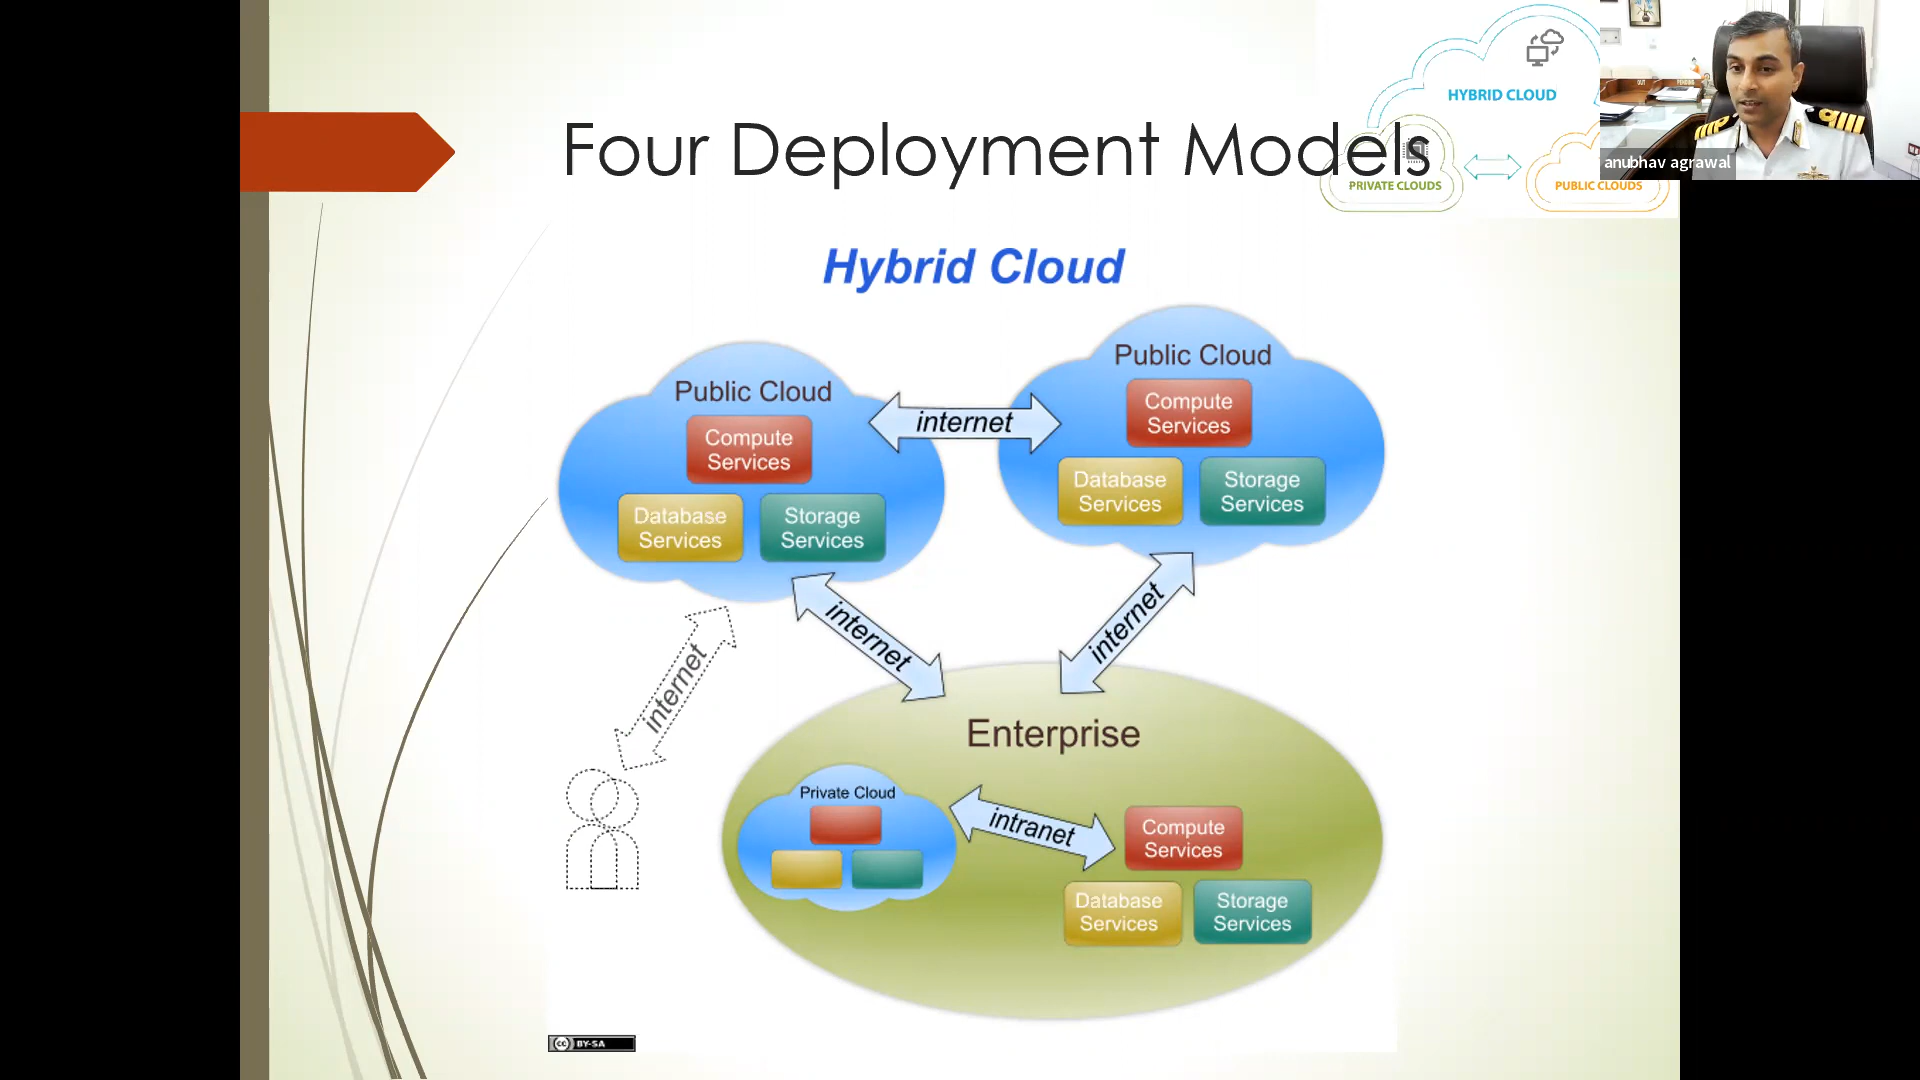 HYBRID CLOUD
Four Deployment Models
PRIVATE CLOUDS
PUBLIC CLOUDS
anubhav agrawal
Hybrid Cloud
Public Cloud
Compute
Services
Database
Services
Storage
Services
internet
Public Cloud
Compute
Services
Database
Services
Storage
Services
internet
internet
internet
Enterprise
Private Cloud
intranet
Compute
Services
Database
Services
Storage
Services
cc BY-SA